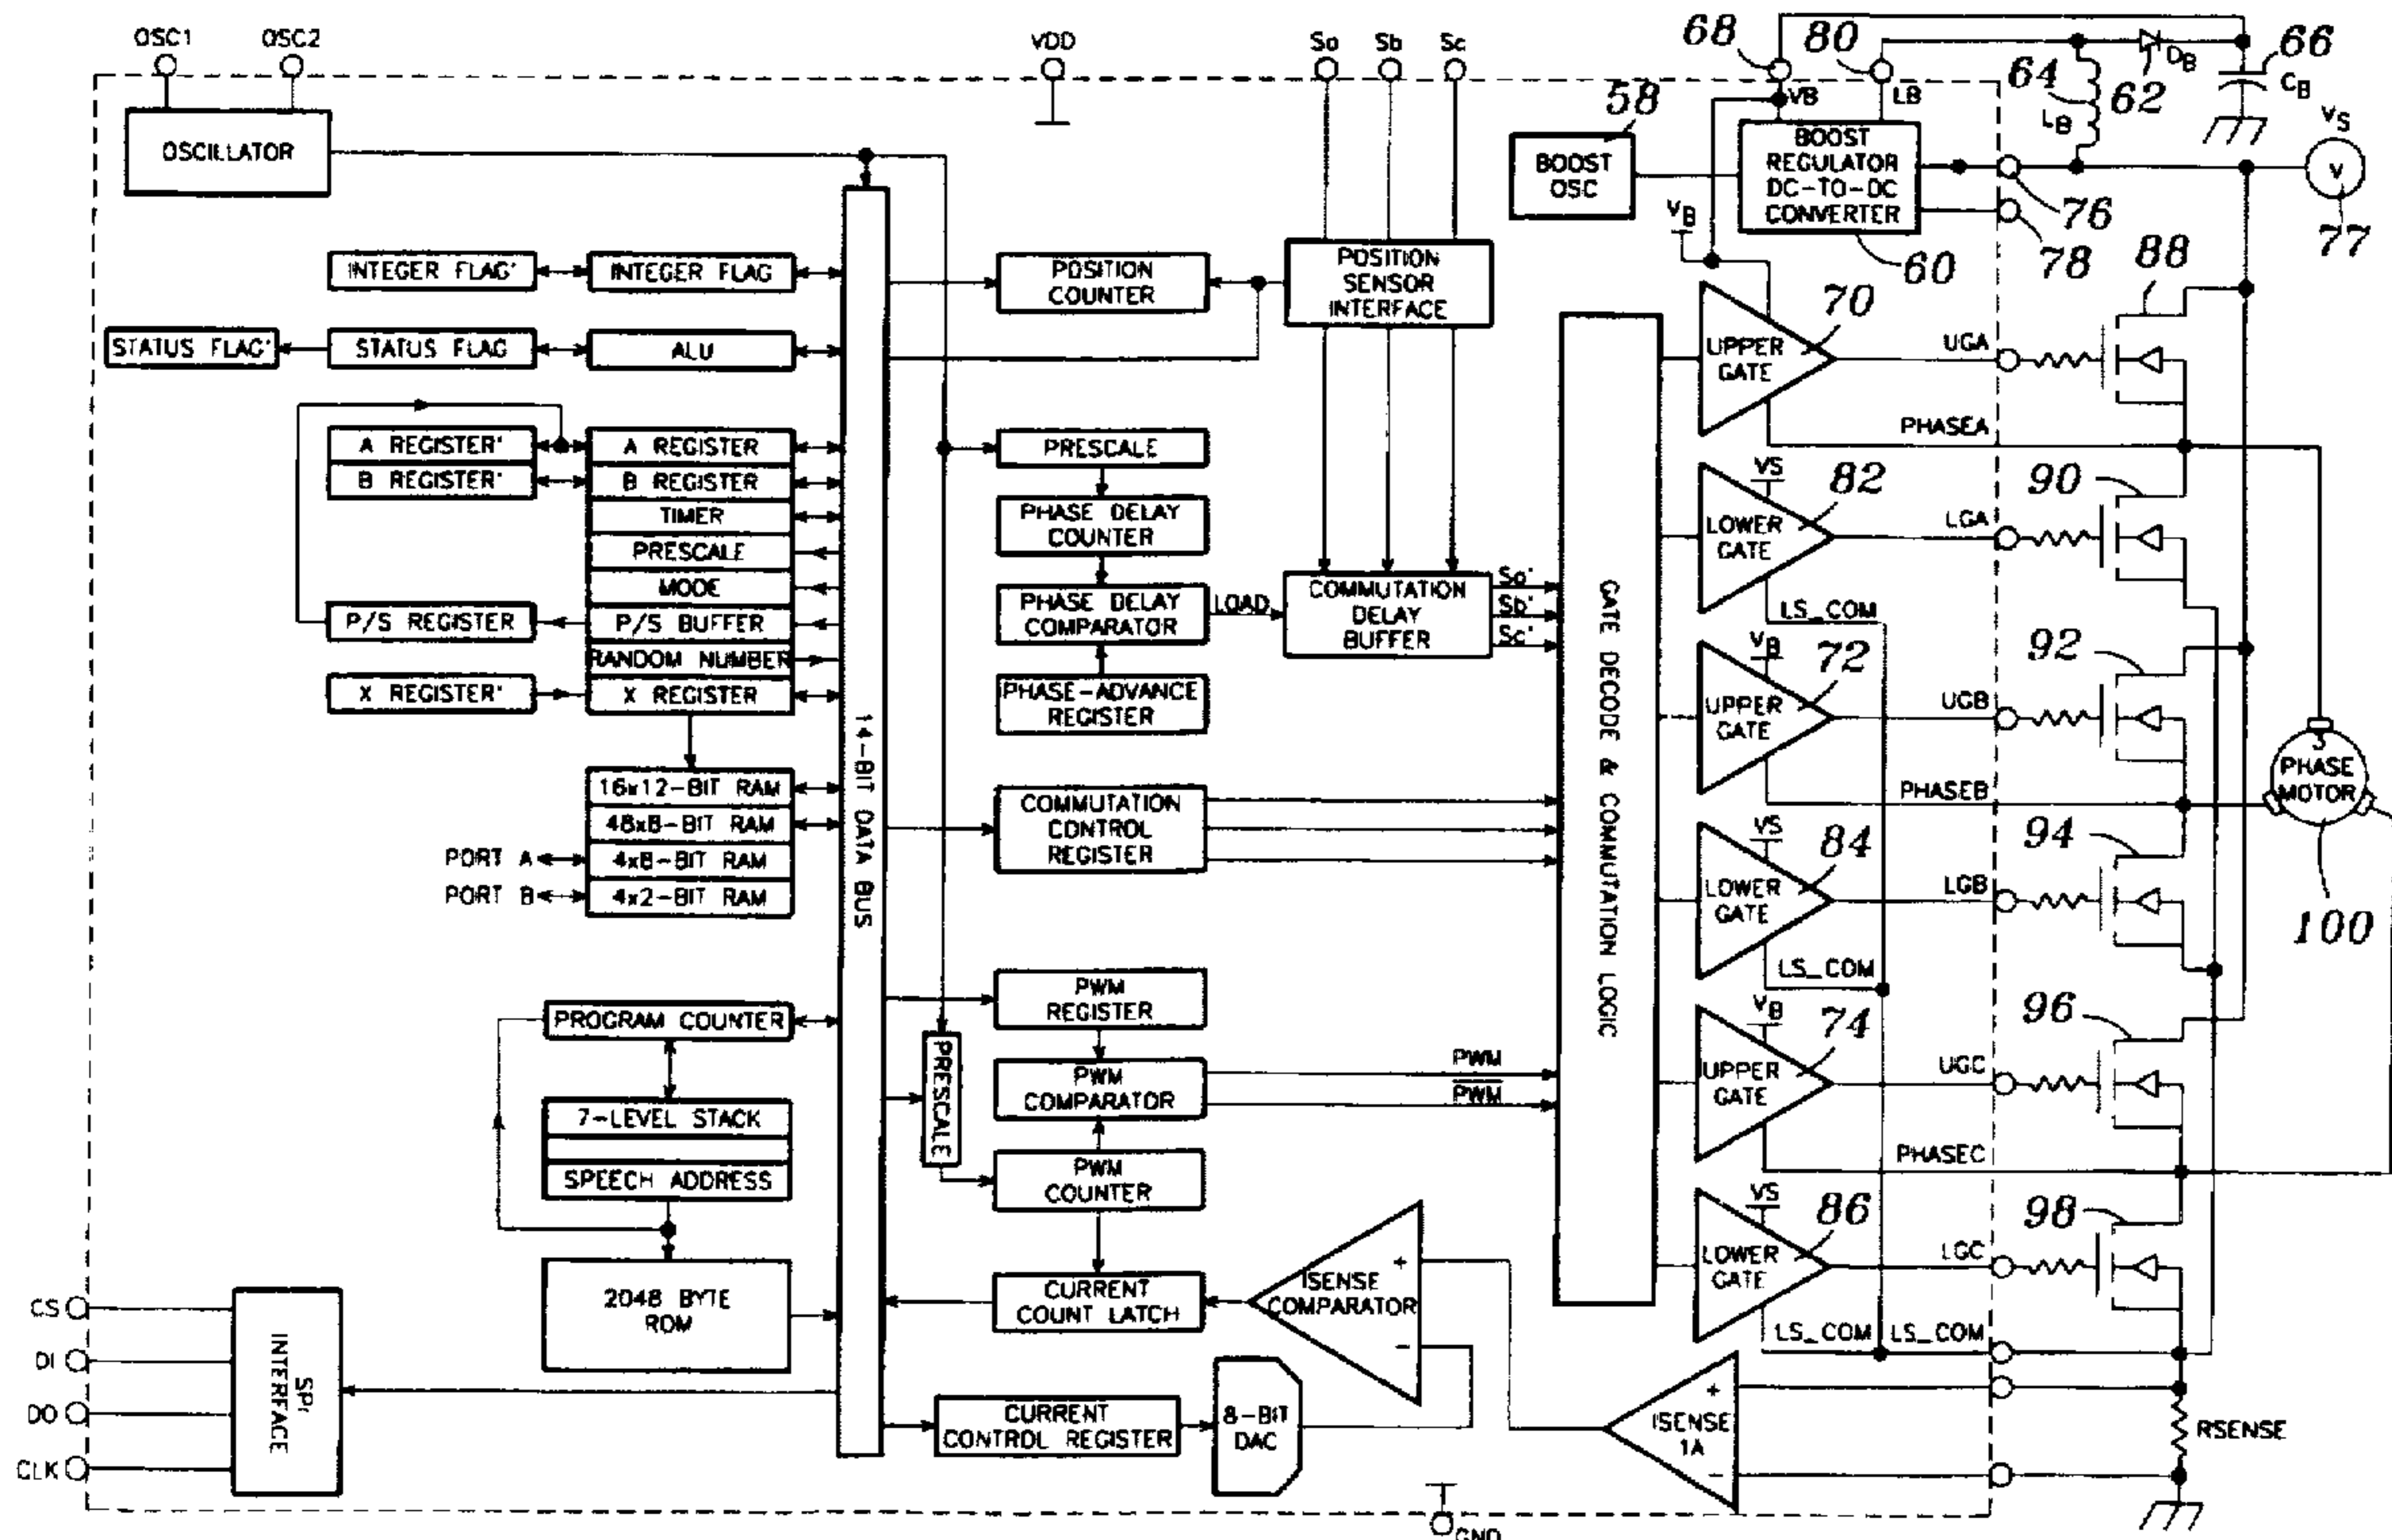 OSC1
OSC2
VDD
Sa
Sb
Sc
68
80
66
64
62
DB
CB
58
VB
LB
LB
VS
OSCILLATOR
BOOST
OSC
BOOST
REGULATOR
DC-TO-DC
CONVERTER
V
76
77
78
60
VB
INTEGER FLAG'
INTEGER FLAG
POSITION
COUNTER
POSITION
SENSOR
INTERFACE
88
70
STATUS FLAG'
STATUS FLAG
ALU
UPPER
GATE
UGA
PHASEA
A REGISTER'
A REGISTER
PRESCALE
B REGISTER'
B REGISTER
VS
82
90
TIMER
PHASE DELAY
COUNTER
LOWER
GATE
LGA
PRESCALE
MODE
PHASE DELAY
COMPARATOR
LOAD
COMMUTATION
DELAY
BUFFER
Sa'
Sb'
Sc'
LS_COM
P/S REGISTER
P/S BUFFER
RANDOM NUMBER
VB
72
92
X REGISTER'
X REGISTER
PHASE-ADVANCE
REGISTER
UPPER
GATE
UGB
3
PHASE
MOTOR
100
14-BIT DATA BUS
GATE DECODE & COMMUTATION LOGIC
16x12-BIT RAM
48x8-BIT RAM
PORT A
4x8-BIT RAM
PORT B
4x2-BIT RAM
COMMUTATION
CONTROL
REGISTER
PHASEB
VS
84
94
LOWER
GATE
LGB
LS_COM
PROGRAM COUNTER
PWM
REGISTER
VB
74
96
PRESCALE
PWM
COMPARATOR
PWM
PWM
UPPER
GATE
UGC
7-LEVEL STACK
SPEECH ADDRESS
PWM
COUNTER
PHASEC
VS
86
98
2048 BYTE
ROM
CURRENT
COUNT LATCH
ISENSE
COMPARATOR
+
−
LOWER
GATE
LGC
LS_COM
LS_COM
CS
DI
DO
CLK
SPI
INTERFACE
CURRENT
CONTROL REGISTER
8-BIT
DAC
+
ISENSE
1A
−
RSENSE
GND